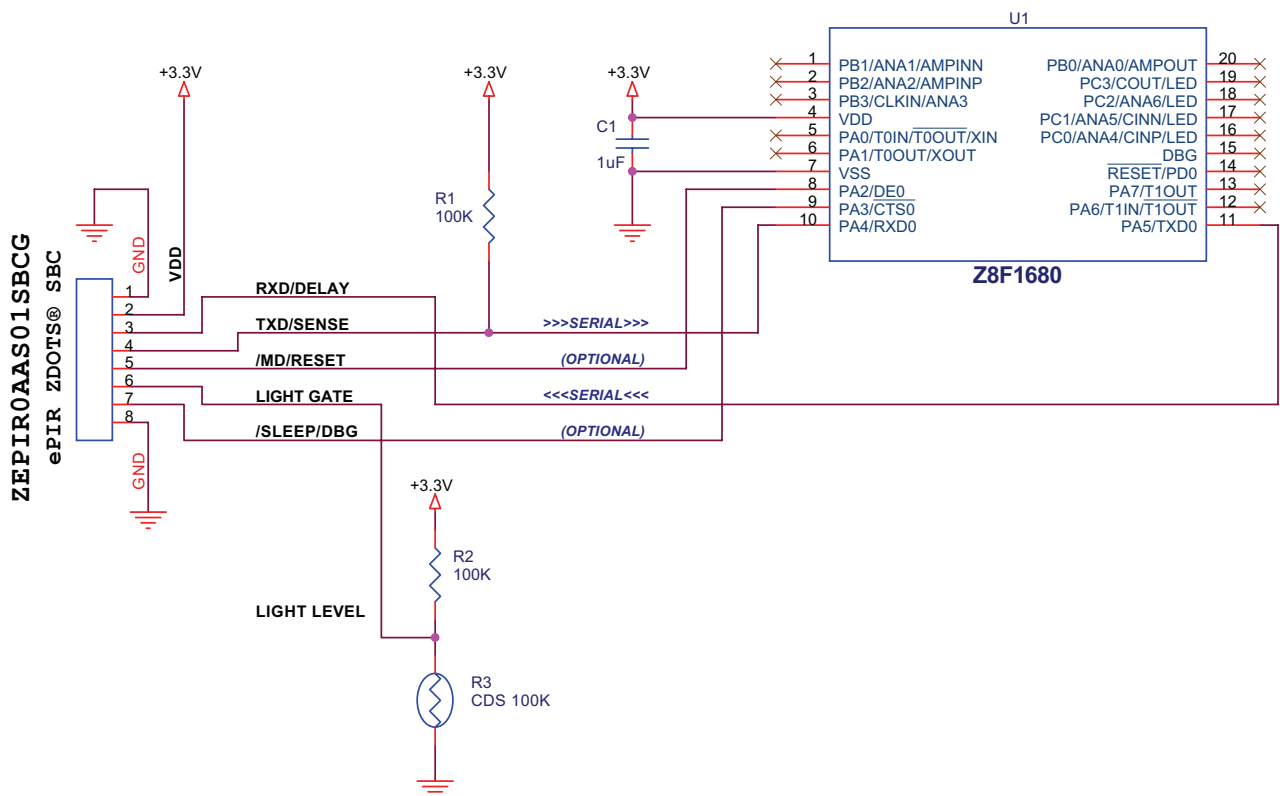 U1
+3.3V
+3.3V
+3.3V
1 PB1/ANA1/AMPINN
2 PB2/ANA2/AMPINP
3 PB3/CLKIN/ANA3
4 VDD
5 PA0/T0IN/T0OUT/XIN
6 PA1/T0OUT/XOUT
7 VSS
8 PA2/DE0
9 PA3/CTS0
10 PA4/RXD0
PB0/ANA0/AMPOUT 20
PC3/COUT/LED 19
PC2/ANA6/LED 18
PC1/ANA5/CINN/LED 17
PC0/ANA4/CINP/LED 16
DBG 15
RESET/PD0 14
PA7/T1OUT 13
PA6/T1IN/T1OUT 12
PA5/TXD0 11
Z8F1680
C1
1uF
R1
100K
ZEPIR0AAS01SBCG
ePIR ZDOTS® SBC
GND
VDD
1
2
3
4
5
6
7
8
GND
RXD/DELAY
TXD/SENSE >>>SERIAL>>>
/MD/RESET (OPTIONAL)
LIGHT GATE <<<SERIAL<<<
/SLEEP/DBG (OPTIONAL)
+3.3V
R2
100K
LIGHT LEVEL
R3
CDS 100K